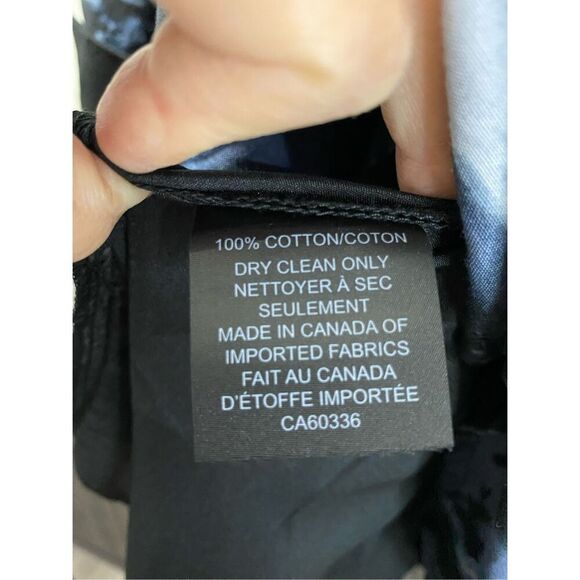 100% COTTON/COTON
DRY CLEAN ONLY
NETTOYER À SEC
SEULEMENT
MADE IN CANADA OF
IMPORTED FABRICS
FAIT AU CANADA
D'ÉTOFFE IMPORTÉE
CA60336